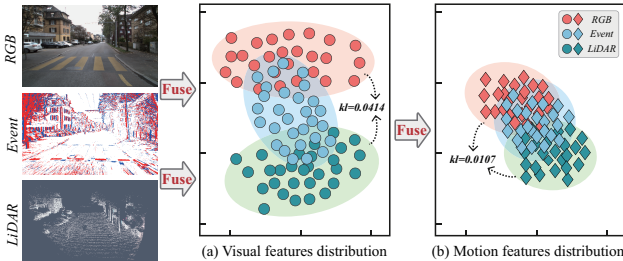 RGB
Event
LiDAR
Fuse
Fuse
kl=0.0414
(a) Visual features distribution
Fuse
RGB
Event
LiDAR
kl=0.0107
(b) Motion features distribution